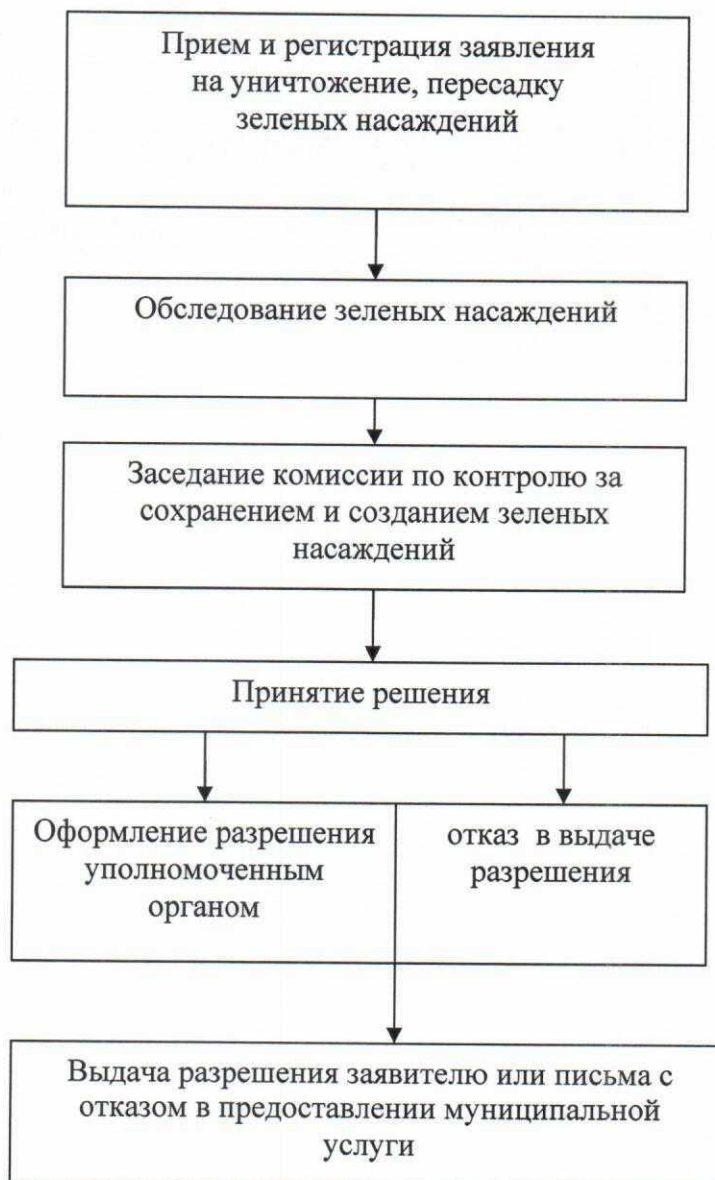 Прием и регистрация заявления
на уничтожение, пересадку
зеленых насаждений
Обследование зеленых насаждений
Заседание комиссии по контролю за
сохранением и созданием зеленых
насаждений
Принятие решения
Оформление разрешения
уполномоченным
органом
отказ в выдаче
разрешения
Выдача разрешения заявителю или письма с
отказом в предоставлении муниципальной
услуги